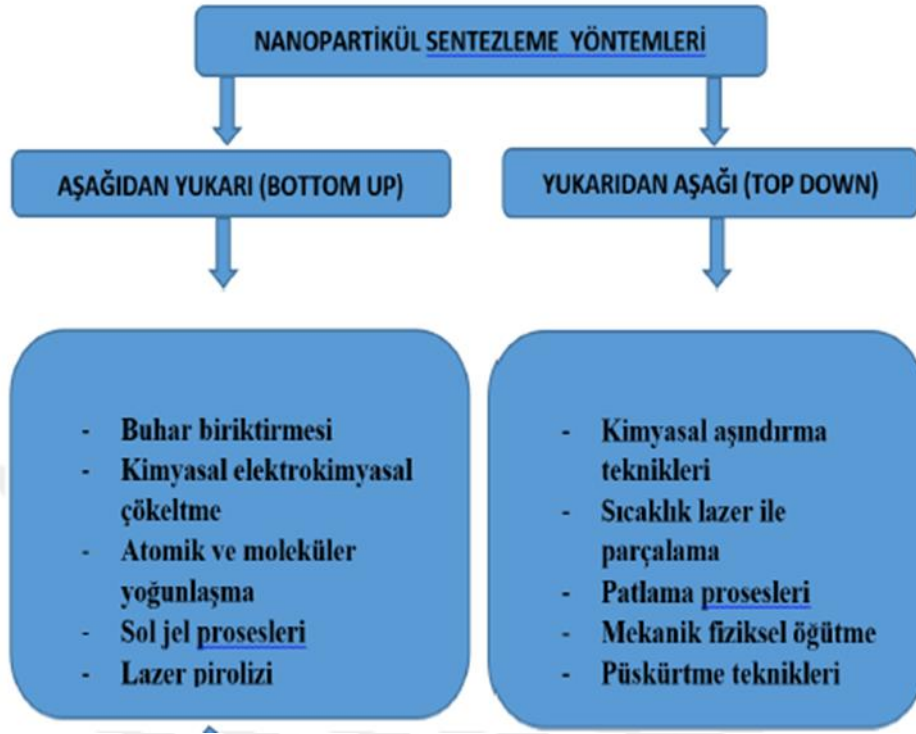 NANOPARTİKÜL SENTEZLEME YÖNTEMLERİ
AŞAĞIDAN YUKARI (BOTTOM UP)
YUKARIDAN AŞAĞI (TOP DOWN)
- Buhar biriktirmesi
- Kimyasal elektrokimyasal
çökeltme
- Atomik ve moleküler
yoğunlaşma
- Sol jel prosesleri
- Lazer pirolizi
- Kimyasal aşındırma
teknikleri
- Sıcaklık lazer ile
parçalama
- Patlama prosesleri
- Mekanik fiziksel öğütme
- Püskürtme teknikleri